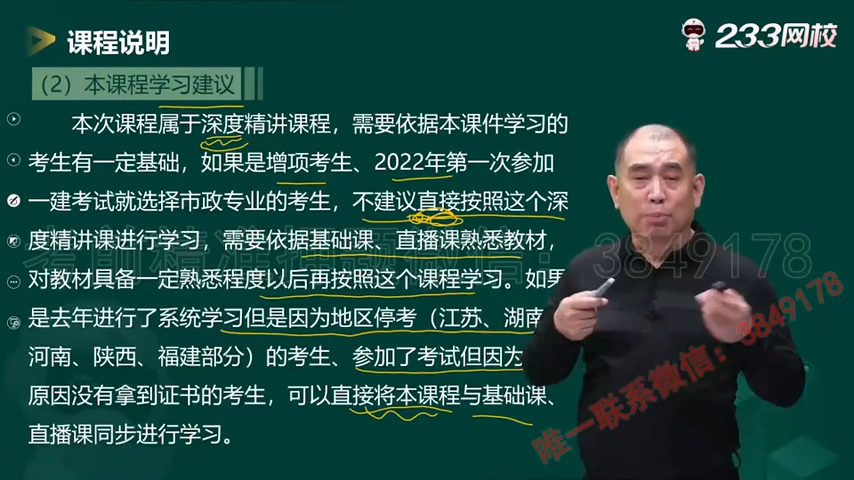 课程说明
233网校
（2）本课程学习建议
本次课程属于深度精讲课程，需要依据本课件学习的
考生有一定基础，如果是增项考生、2022年第一次参加
一建考试就选择市政专业的考生，不建议直接按照这个深
度精讲课进行学习，需要依据基础课、直播课熟悉教材，
对教材具备一定熟悉程度以后再按照这个课程学习。如果
是去年进行了系统学习但是因为地区停考（江苏、湖南
河南、陕西、福建部分）的考生、参加了考试但因为
原因没有拿到证书的考生，可以直接将本课程与基础课、
直播课同步进行学习。
考前精准押题微信：3849178
唯一联系微信：3849178